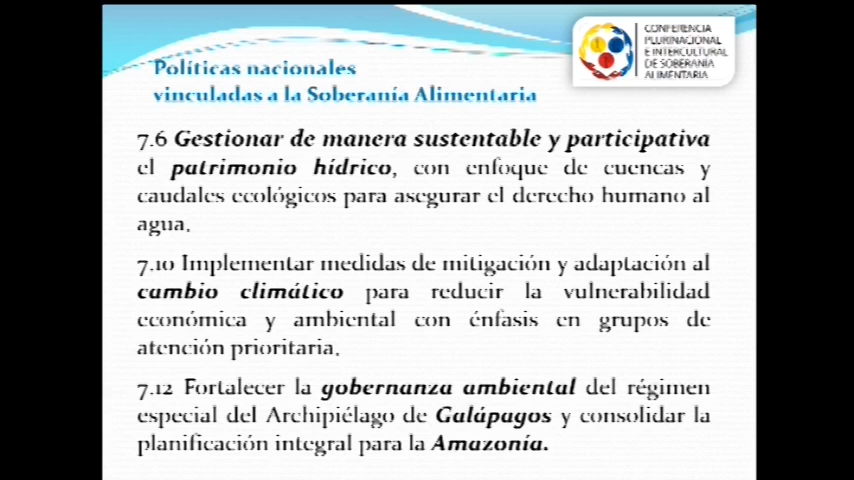 Políticas nacionales
vinculadas a la Soberanía Alimentaria
CONFERENCIA
PLURINACIONAL
E INTERCULTURAL
DE SOBERANÍA
ALIMENTARIA
7.6 Gestionar de manera sustentable y participativa
el patrimonio hídrico, con enfoque de cuencas y
caudales ecológicos para asegurar el derecho humano al
agua.
7.10 Implementar medidas de mitigación y adaptación al
cambio climático para reducir la vulnerabilidad
económica y ambiental con énfasis en grupos de
atención prioritaria.
7.12 Fortalecer la gobernanza ambiental del régimen
especial del Archipiélago de Galápagos y consolidar la
planificación integral para la Amazonía.